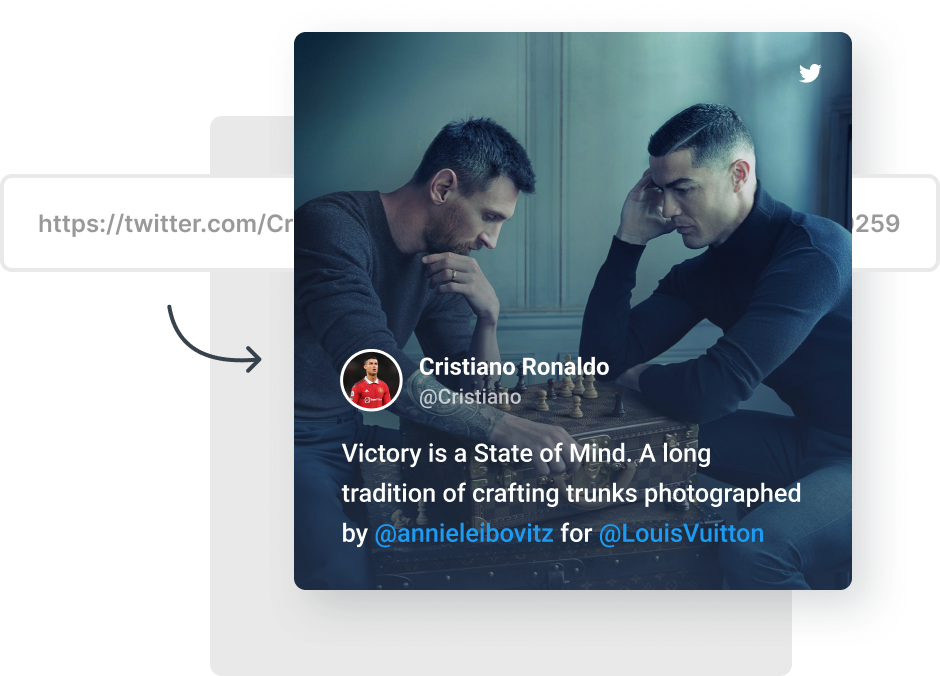 https://twitter.com/Cr
259
Cristiano Ronaldo
@Cristiano
Victory is a State of Mind. A long
tradition of crafting trunks photographed
by @annieleibovitz for @LouisVuitton